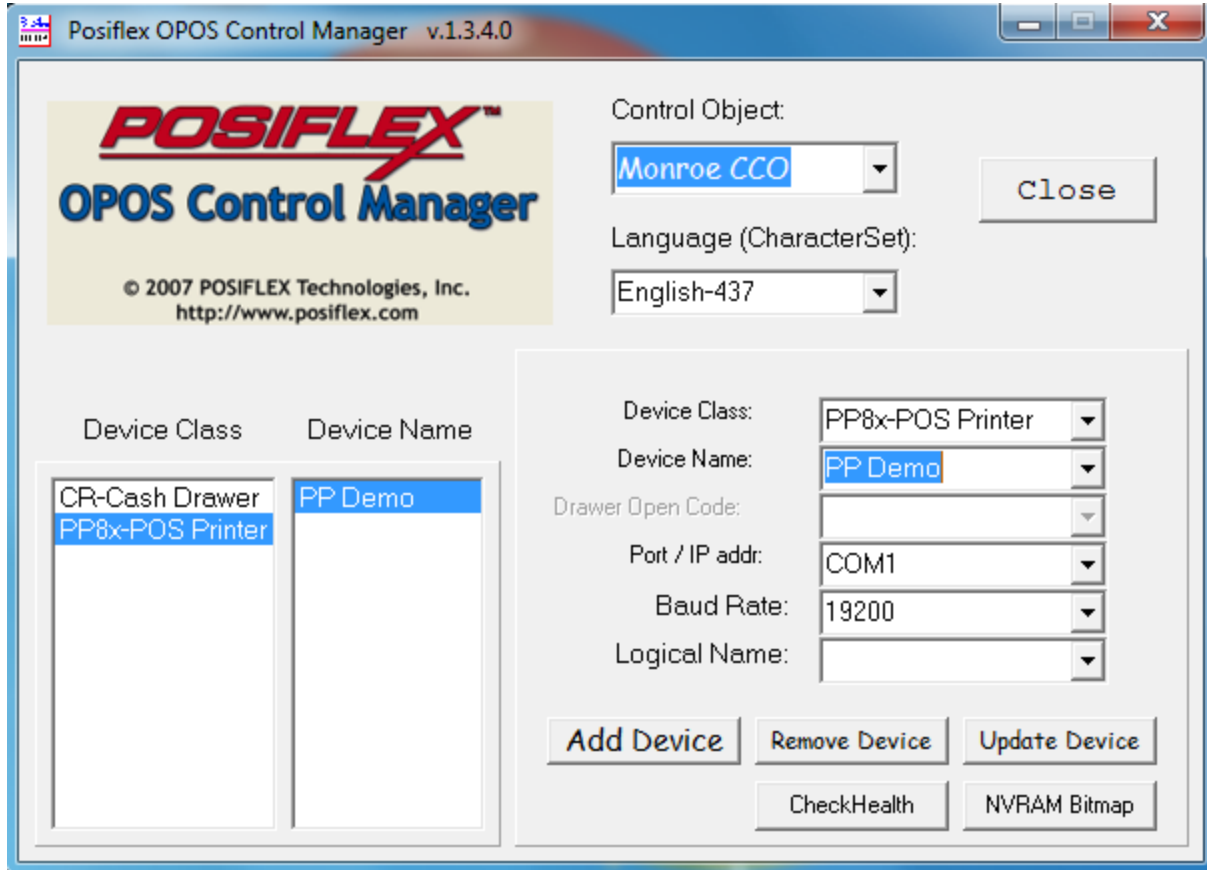 Posiflex OPOS Control Manager v.1.3.4.0
POSIFLEX™
OPOS Control Manager
© 2007 POSIFLEX Technologies, Inc.
http://www.posiflex.com
Control Object:
Monroe CCO
Close
Language (CharacterSet):
English-437
Device Class Device Name
CR-Cash Drawer PP Demo
PP8x-POS Printer
Device Class: PP8x-POS Printer
Device Name: PP Demo
Drawer Open Code:
Port / IP addr: COM1
Baud Rate: 19200
Logical Name:
Add Device Remove Device Update Device
CheckHealth NVRAM Bitmap